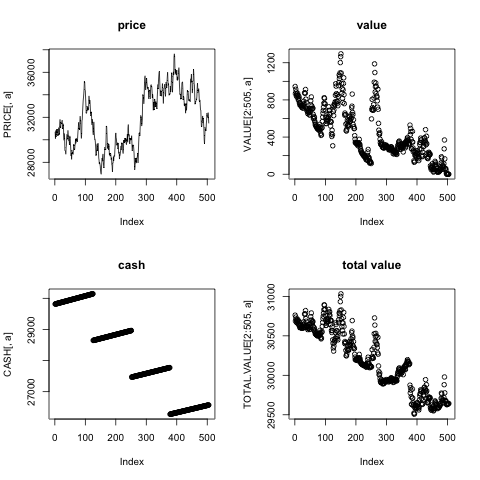 price
PRICE[, a]
28000 32000 36000
0 100 200 300 400 500
Index
value
VALUE[2:505, a]
0 400 800 1200
0 100 200 300 400 500
Index
cash
CASH[, a]
27000 29000
0 100 200 300 400 500
Index
total value
TOTAL.VALUE[2:505, a]
29500 30000 30500 31000
0 100 200 300 400 500
Index